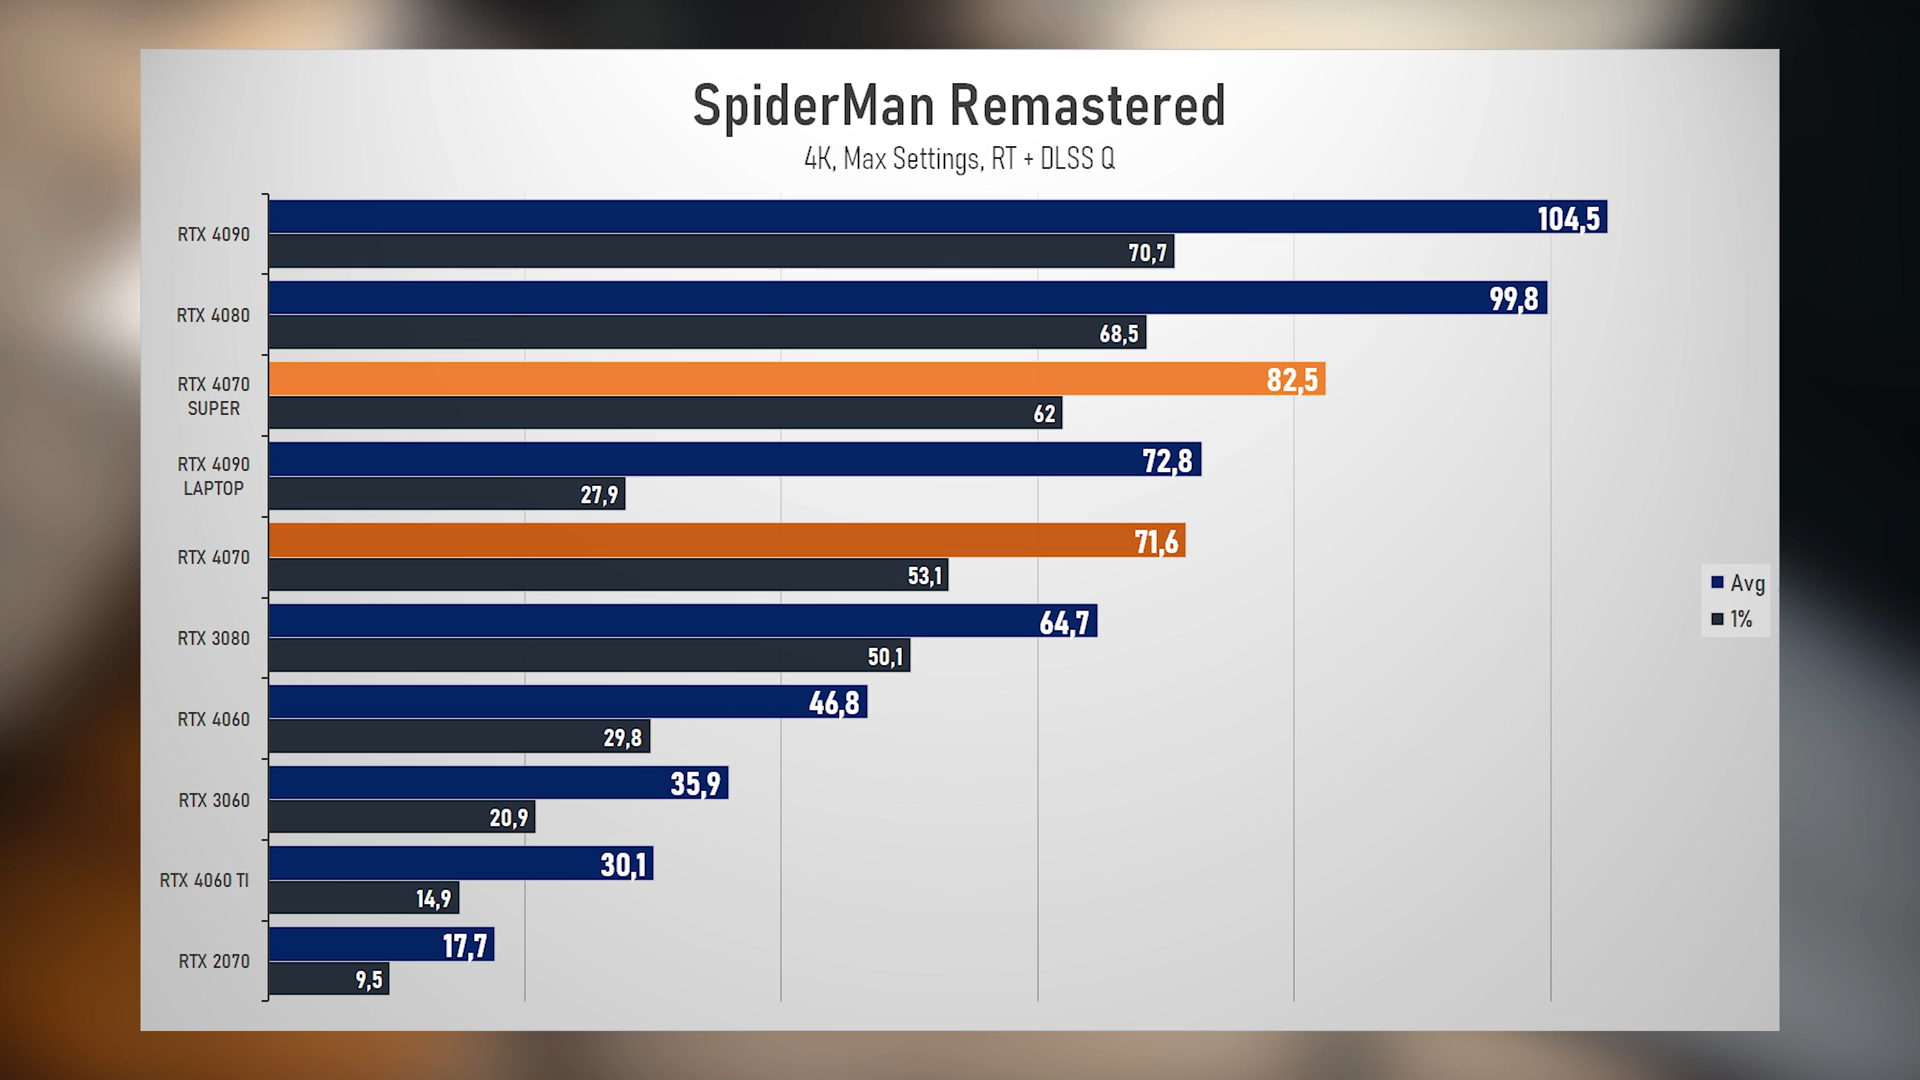 SpiderMan Remastered
4K, Max Settings, RT + DLSS Q
RTX 4090
104,5
70,7
RTX 4080
99,8
68,5
RTX 4070
SUPER
82,5
62
RTX 4090
LAPTOP
72,8
27,9
RTX 4070
71,6
53,1
RTX 3080
64,7
50,1
RTX 4060
46,8
29,8
RTX 3060
35,9
20,9
RTX 4060 TI
30,1
14,9
RTX 2070
17,7
9,5
Avg
1%